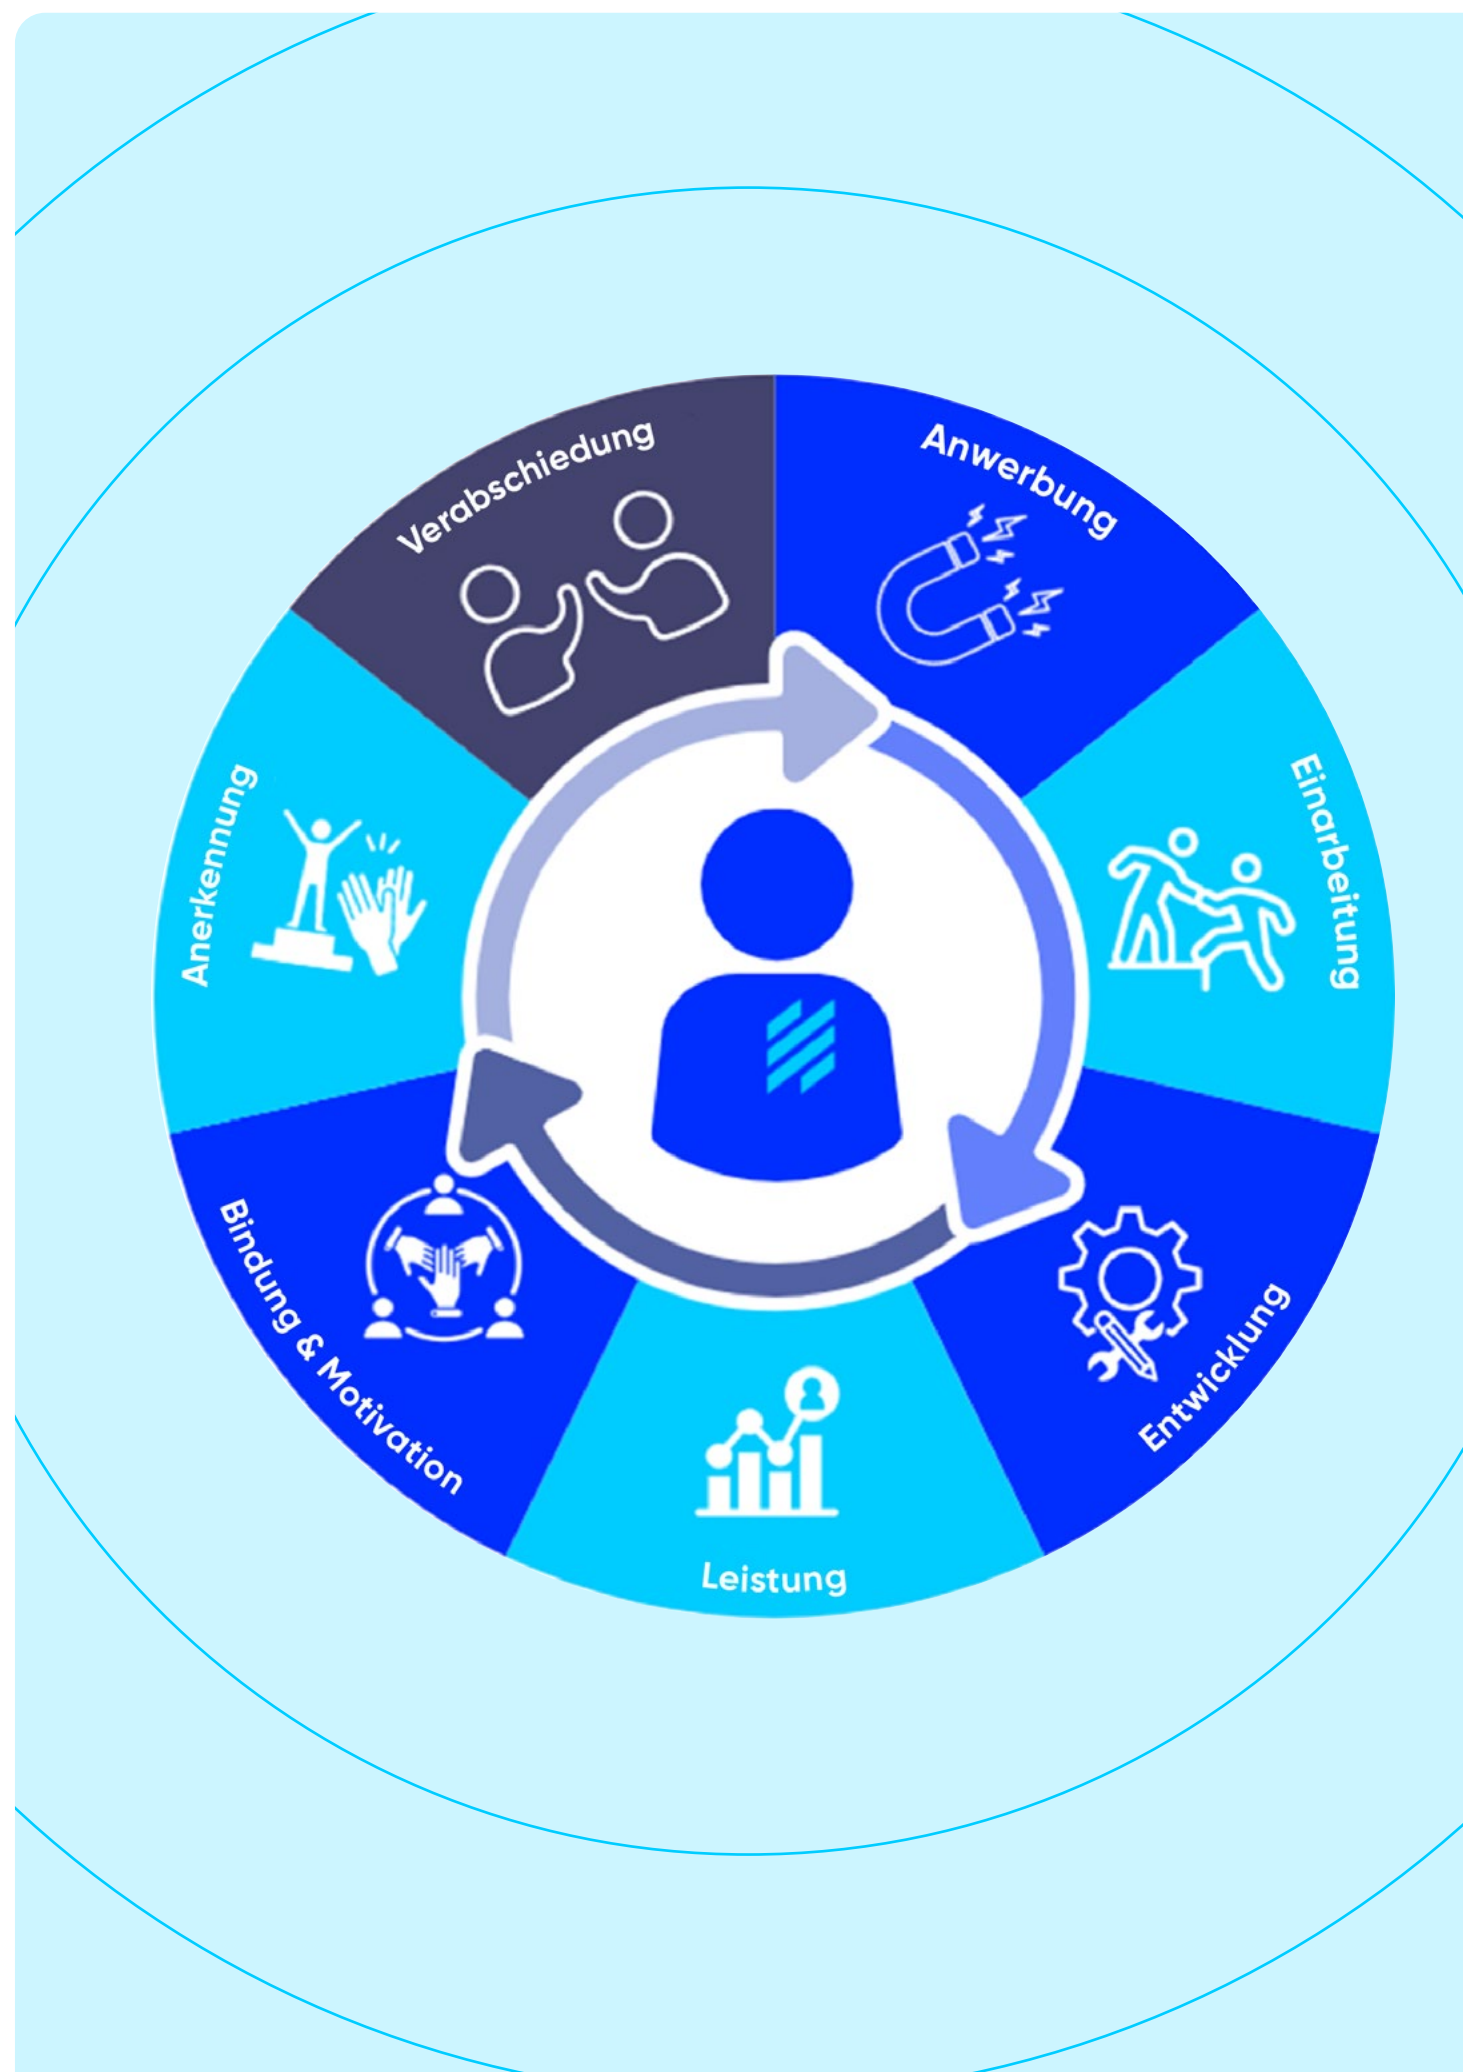 Anwerbung
Einarbeitung
Entwicklung
Leistung
Bindung & Motivation
Anerkennung
Verabschiedung